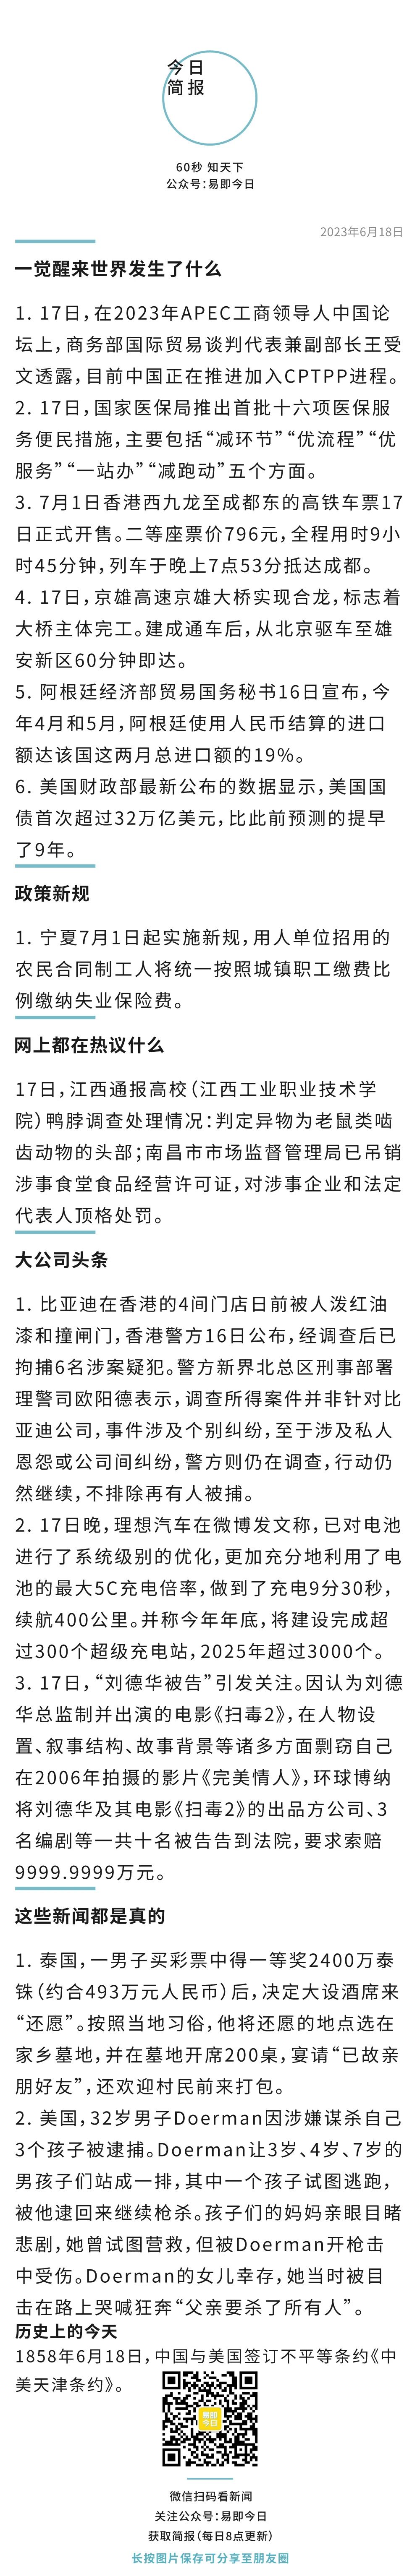 今日
简报
60秒 知天下
公众号：易即今日
2023年6月18日
一觉醒来世界发生了什么
1. 17日，在2023年APEC工商领导人中国论
坛上，商务部国际贸易谈判代表兼副部长王受
文透露，目前中国正在推进加入CPTPP进程。
2. 17日，国家医保局推出首批十六项医保服
务便民措施，主要包括“减环节”“优流程”“优
服务”“一站办”“减跑动”五个方面。
3. 7月1日香港西九龙至成都东的高铁车票17
日正式开售。二等座票价796元，全程用时9小
时45分钟，列车于晚上7点53分抵达成都。
4. 17日，京雄高速京雄大桥实现合龙，标志着
大桥主体完工。建成通车后，从北京驱车至雄
安新区60分钟即达。
5. 阿根廷经济部贸易国务秘书16日宣布，今
年4月和5月，阿根廷使用人民币结算的进口
额达该国这两月总进口额的19%。
6. 美国财政部最新公布的数据显示，美国国
债首次超过32万亿美元，比此前预测的提早
了9年。
政策新规
1. 宁夏7月1日起实施新规，用人单位招用的
农民合同制工人将统一按照城镇职工缴费比
例缴纳失业保险费。
网上都在热议什么
17日，江西通报高校（江西工业职业技术学
院）鸭脖调查处理情况：判定异物为老鼠类啮
齿动物的头部；南昌市市场监督管理局已吊销
涉事食堂食品经营许可证，对涉事企业和法定
代表人顶格处罚。
大公司头条
1. 比亚迪在香港的4间门店日前被人泼红油
漆和撞闸门，香港警方16日公布，经调查后已
拘捕6名涉案疑犯。警方新界北总区刑事部署
理警司欧阳德表示，调查所得案件并非针对比
亚迪公司，事件涉及个别纠纷，至于涉及私人
恩怨或公司间纠纷，警方则仍在调查，行动仍
然继续，不排除再有人被捕。
2. 17日晚，理想汽车在微博发文称，已对电池
进行了系统级别的优化，更加充分地利用了电
池的最大5C充电倍率，做到了充电9分30秒，
续航400公里。并称今年年底，将建设完成超
过300个超级充电站，2025年超过3000个。
3. 17日，“刘德华被告”引发关注。因认为刘德
华总监制并出演的电影《扫毒2》，在人物设
置、叙事结构、故事背景等诸多方面剽窃自己
在2006年拍摄的影片《完美情人》，环球博纳
将刘德华及其电影《扫毒2》的出品方公司、3
名编剧等一共十名被告告到法院，要求索赔
9999.9999万元。
这些新闻都是真的
1. 泰国，一男子买彩票中得一等奖2400万泰
铢（约合493万元人民币）后，决定大设酒席来
“还愿”。按照当地习俗，他将还愿的地点选在
家乡墓地，并在墓地开席200桌，宴请“已故亲
朋好友”，还欢迎村民前来打包。
2. 美国，32岁男子Doerman因涉嫌谋杀自己
3个孩子被逮捕。Doerman让3岁、4岁、7岁的
男孩子们站成一排，其中一个孩子试图逃跑，
被他逮回来继续枪杀。孩子们的妈妈亲眼目睹
悲剧，她曾试图营救，但被Doerman开枪击
中受伤。Doerman的女儿幸存，她当时被目
击在路上哭喊狂奔“父亲要杀了所有人”。
历史上的今天
1858年6月18日，中国与美国签订不平等条约《中
美天津条约》。
易即
今日
微信扫码看新闻
关注公众号：易即今日
获取简报（每日8点更新）
长按图片保存可分享至朋友圈